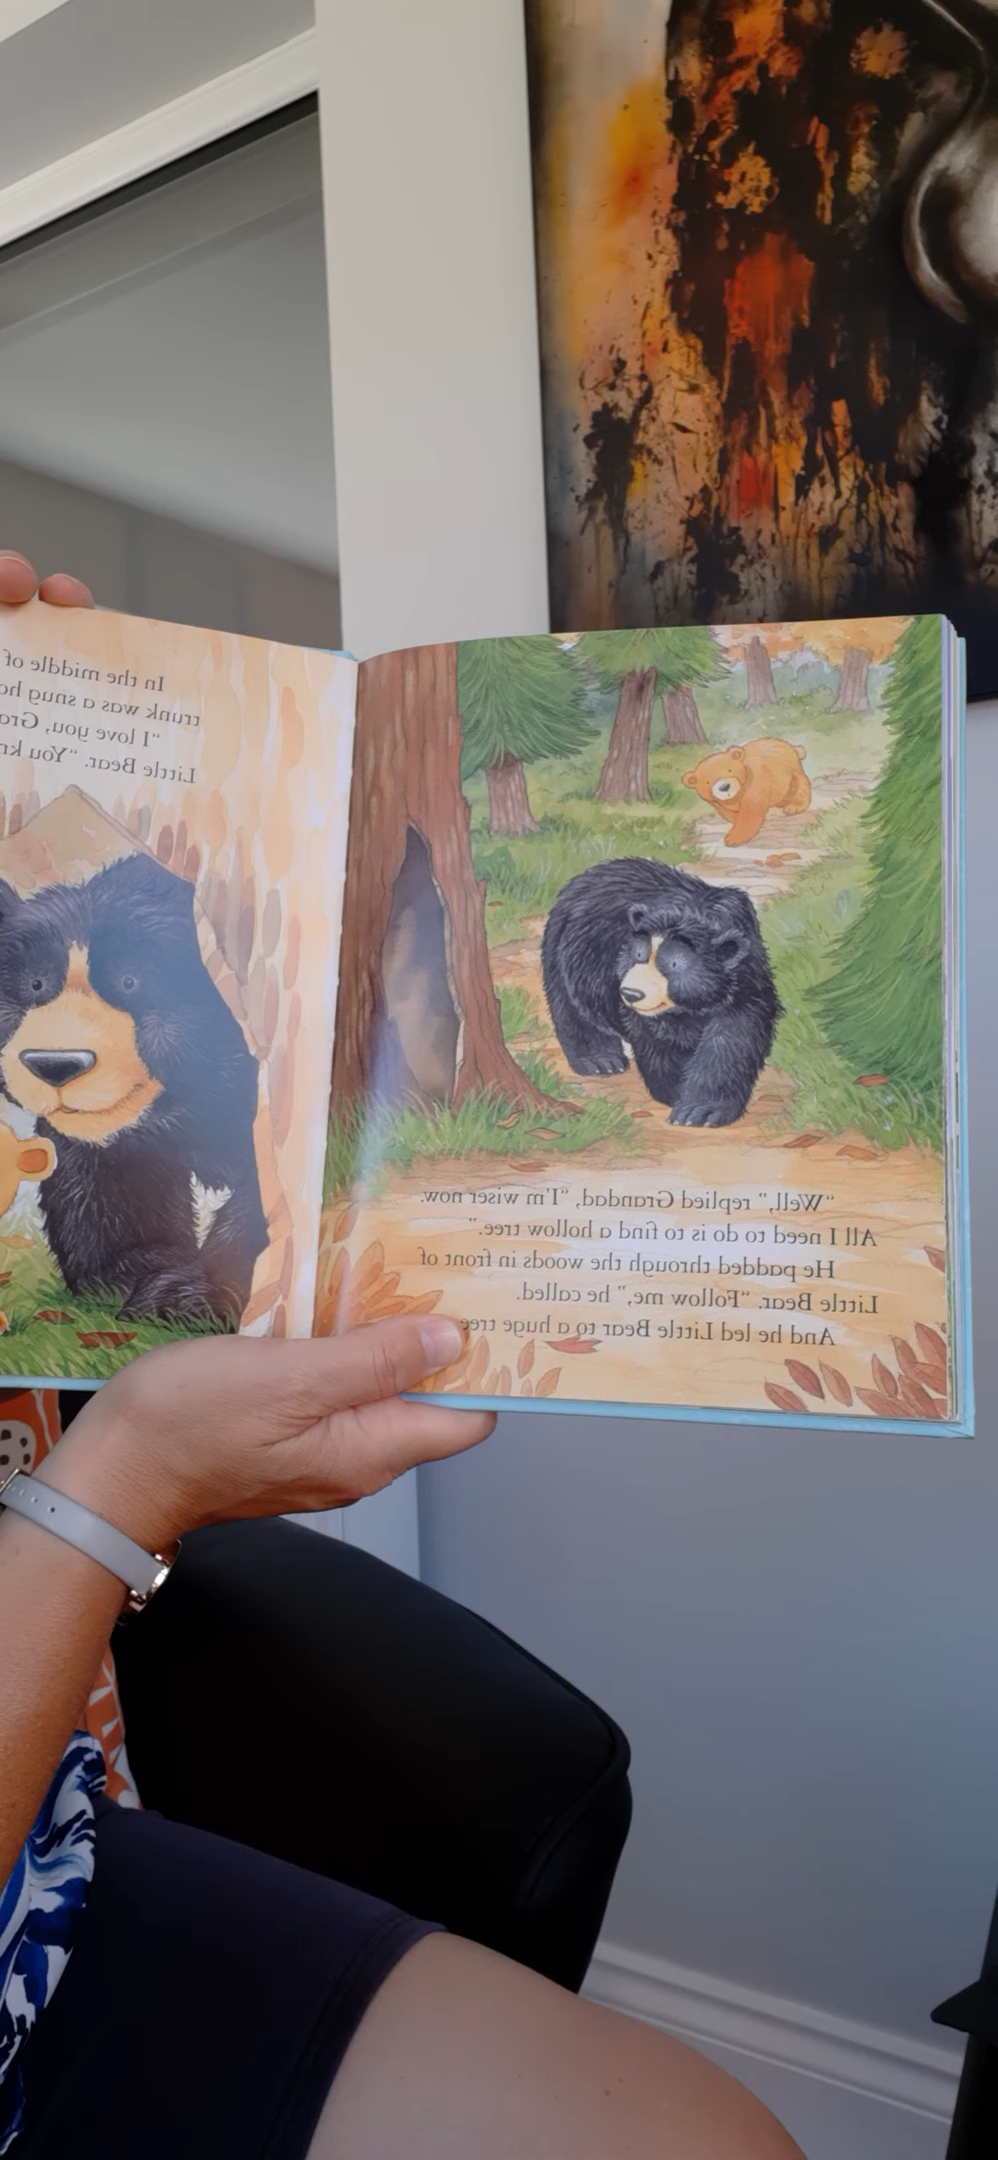 “Well,” replied Grandad, “I’m wiser now.
All I need to do is to find a hollow tree.”
He padded through the woods in front of
Little Bear. “Follow me,” he called.
And he led Little Bear to a huge tree
In the middle of
trunk was a snug
“I love you,
Little Bear. “You